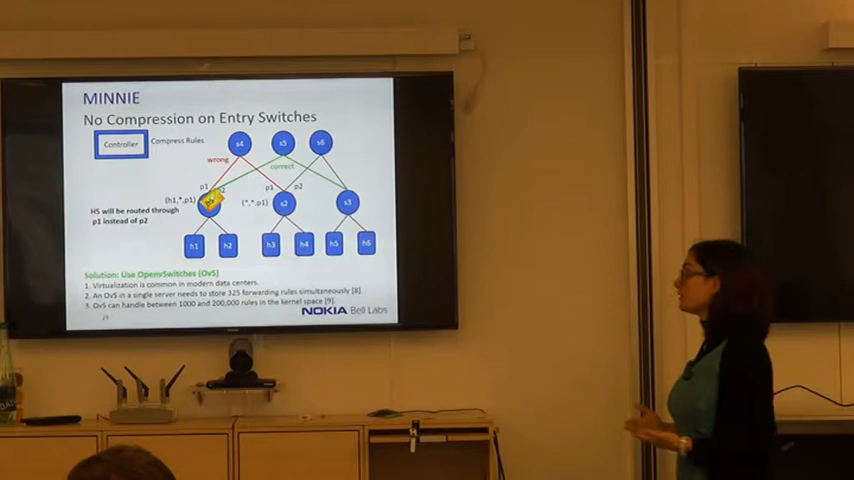 MINNIE
No Compression on Entry Switches
Controller
Compress Rules
s4
s5
s6
wrong
correct
p1
p1
p2
(h1,*,p1)
(*,*,p1)
s2
s3
H5 will be routed through
p1 instead of p2
h1
h2
h3
h4
h5
h6
Solution: Use OpenvSwitches (OvS)
1. Virtualization is common in modern data centers.
2. An OvS in a single server needs to store 325 forwarding rules simultaneously [8].
3. OvS can handle between 1000 and 200,000 rules in the kernel space [9].
NOKIA Bell Labs